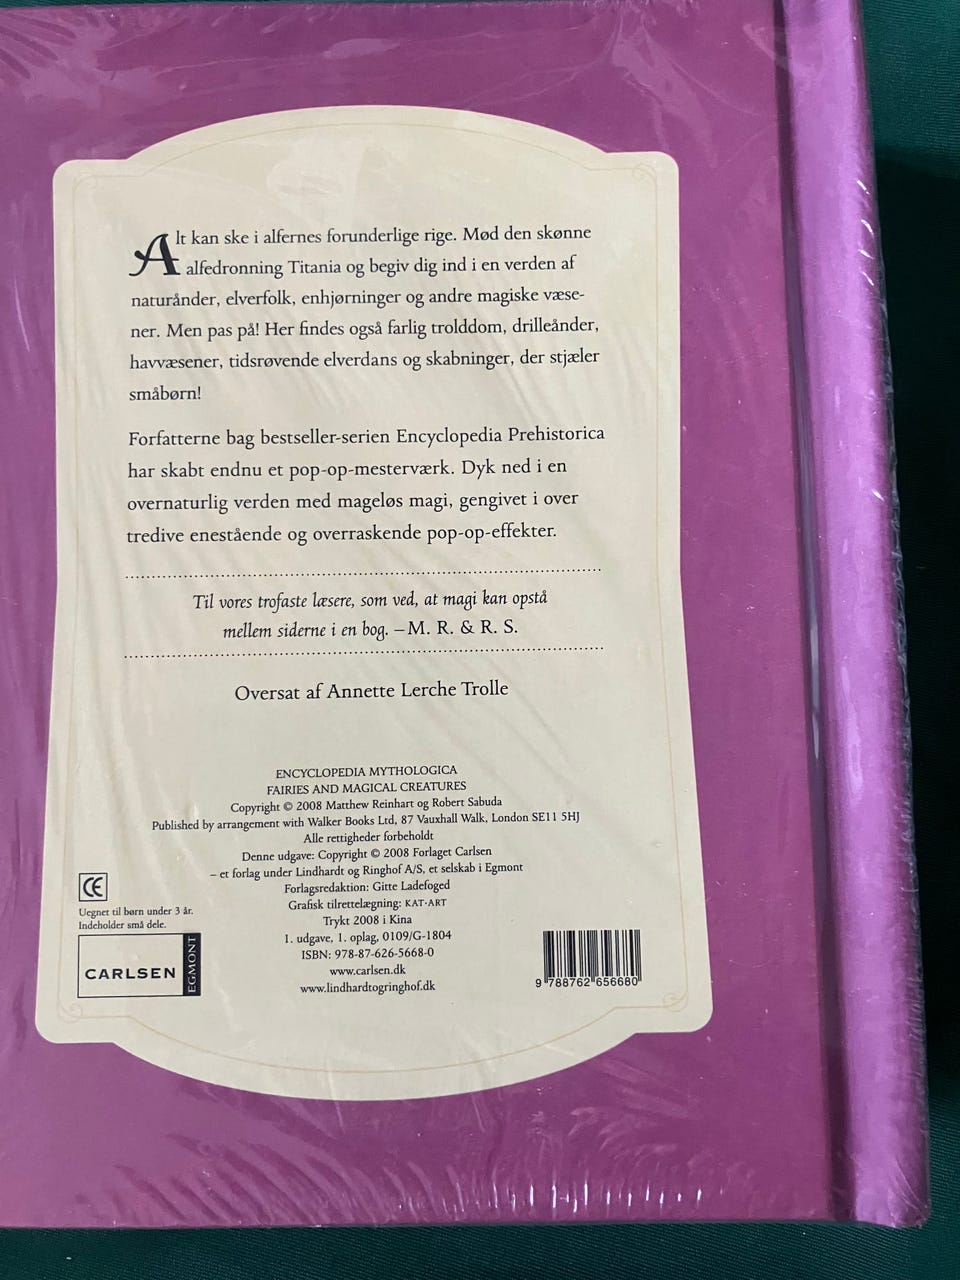 Alt kan ske i alfernes forunderlige rige. Mød den skønne
alfedronning Titania og begiv dig ind i en verden af
naturånder, elverfolk, enhjørninger og andre magiske væse-
ner. Men pas på! Her findes også farlig trolddom, drilleånder,
havvæsener, tidsrøvende elverdans og skabninger, der stjæler
småbørn!
Forfatterne bag bestseller-serien Encyclopedia Prehistorica
har skabt endnu et pop-op-mesterværk. Dyk ned i en
overnaturlig verden med mageløs magi, gengivet i over
tredive enestående og overraskende pop-op-effekter.
Til vores trofaste læsere, som ved, at magi kan opstå
mellem siderne i en bog. – M. R. & R. S.
Oversat af Annette Lerche Trolle
ENCYCLOPEDIA MYTHOLOGICA
FAIRIES AND MAGICAL CREATURES
Copyright © 2008 Matthew Reinhart og Robert Sabuda
Published by arrangement with Walker Books Ltd, 87 Vauxhall Walk, London SE11 5HJ
Alle rettigheder forbeholdt
Denne udgave: Copyright © 2008 Forlaget Carlsen
– et forlag under Lindhardt og Ringhof A/S, et selskab i Egmont
Forlagsredaktion: Gitte Ladefoged
Grafisk tilrettelægning: KAT·ART
Trykt 2008 i Kina
1. udgave, 1. oplag, 0109/G-1804
ISBN: 978-87-626-5668-0
www.carlsen.dk
www.lindhardtogringhof.dk
CE
Uegnet til børn under 3 år.
Indeholder små dele.
CARLSEN
EGMONT
9 788762 656680